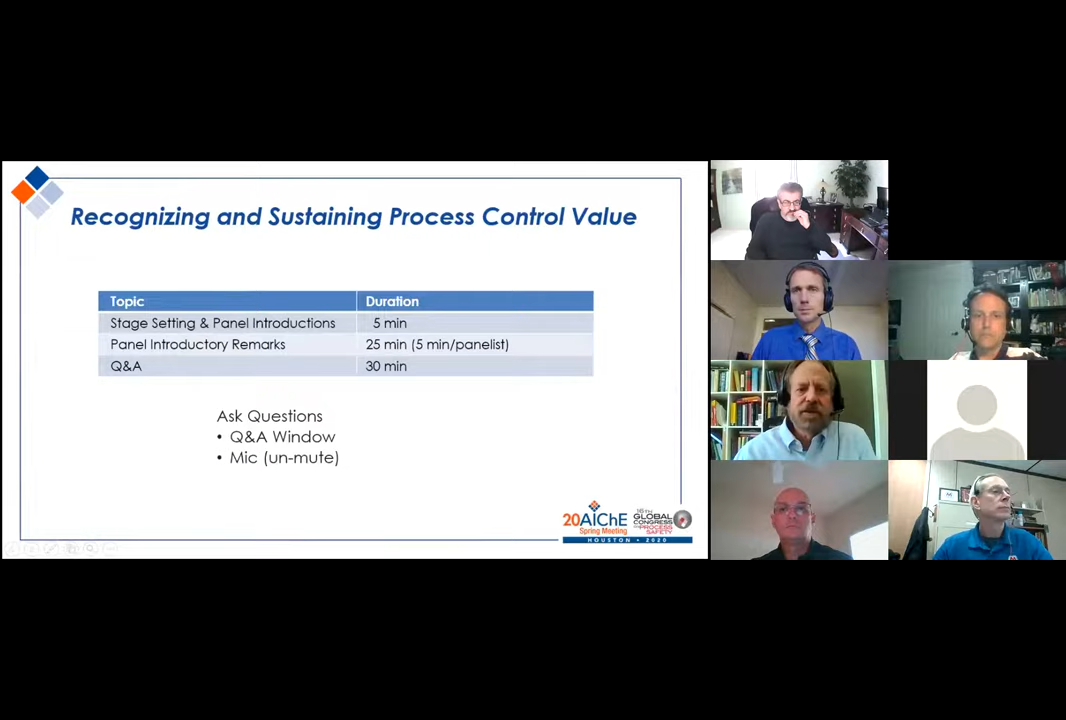 Recognizing and Sustaining Process Control Value
Topic Duration
Stage Setting & Panel Introductions 5 min
Panel Introductory Remarks 25 min (5 min/panelist)
Q&A 30 min
Ask Questions
• Q&A Window
• Mic (un-mute)
20AIChE
Spring Meeting
16TH
GLOBAL
CONGRESS
ON PROCESS
SAFETY
HOUSTON • 2020